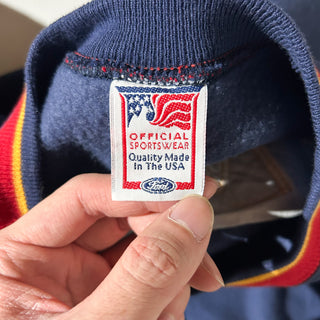 OFFICIAL
SPORTSWEAR
Quality Made
In The USA
Ford